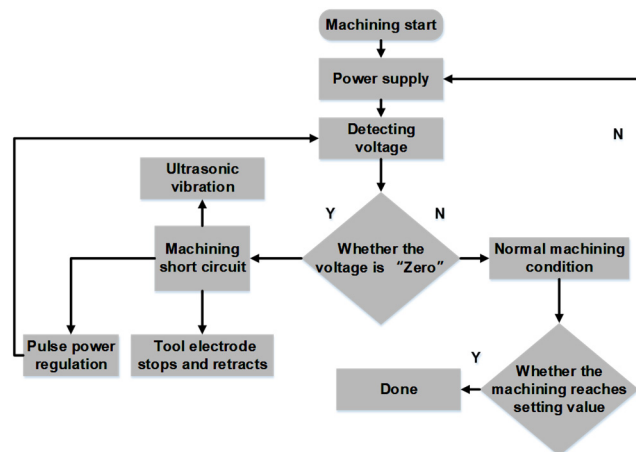 Machining start
Power supply
N
Detecting
voltage
Ultrasonic
vibration
Y
N
Machining
short circuit
Whether the
voltage is “Zero”
Normal machining
condition
Pulse power
regulation
Tool electrode
stops and retracts
Y
Done
Whether the
machining reaches
setting value